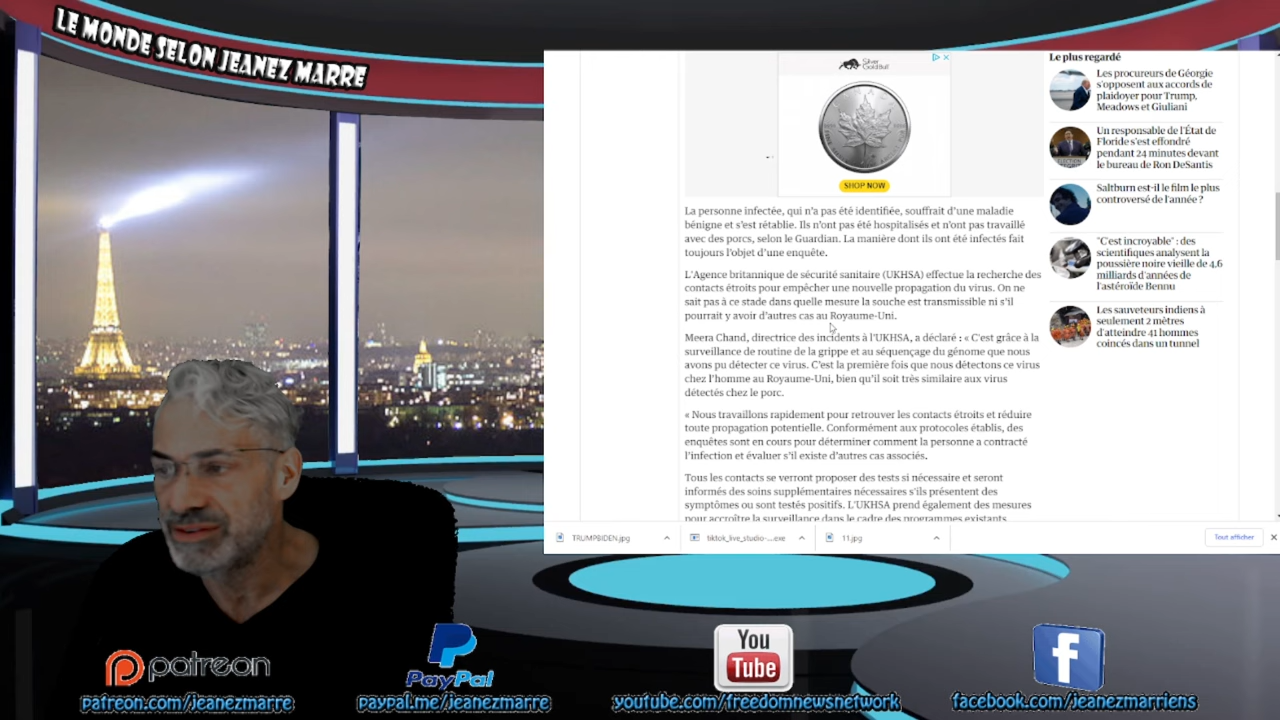 LE MONDE SELON JEANEZ MARRE
Silver
Gold Bull
SHOP NOW
La personne infectée, qui n'a pas été identifiée, souffrait d'une maladie
bénigne et s'est rétablie. Ils n'ont pas été hospitalisés et n'ont pas travaillé
avec des porcs, selon le Guardian. La manière dont ils ont été infectés fait
toujours l'objet d'une enquête.
L'Agence britannique de sécurité sanitaire (UKHSA) effectue la recherche des
contacts étroits pour empêcher une nouvelle propagation du virus. On ne
sait pas à ce stade dans quelle mesure la souche est transmissible ni s'il
pourrait y avoir d'autres cas au Royaume-Uni.
Meera Chand, directrice des incidents à l'UKHSA, a déclaré : « C'est grâce à la
surveillance de routine de la grippe et au séquençage du génome que nous
avons pu détecter ce virus. C'est la première fois que nous détectons ce virus
chez l'homme au Royaume-Uni, bien qu'il soit très similaire aux virus
détectés chez le porc.
« Nous travaillons rapidement pour retrouver les contacts étroits et réduire
toute propagation potentielle. Conformément aux protocoles établis, des
enquêtes sont en cours pour déterminer comment la personne a contracté
l'infection et évaluer s'il existe d'autres cas associés.
Tous les contacts se verront proposer des tests si nécessaire et seront
informés des soins supplémentaires nécessaires s'ils présentent des
symptômes ou sont testés positifs. L'UKHSA prend également des mesures
pour accroître la surveillance dans le cadre des programmes existants
Le plus regardé
Les procureurs de Géorgie
s'opposent aux accords de
plaidoyer pour Trump,
Meadows et Giuliani
Un responsable de l'État de
Floride s'est effondré
pendant 24 minutes devant
le bureau de Ron DeSantis
Saltburn est-il le film le plus
controversé de l'année ?
"C'est incroyable" : des
scientifiques analysent la
poussière noire vieille de 4,6
milliards d'années de
l'astéroïde Bennu
Les sauveteurs indiens à
seulement 2 mètres
d'atteindre 41 hommes
coincés dans un tunnel
TRUMPBIDEN.jpg
tiktok_live_studio-....exe
11.jpg
Tout afficher
patreon
PayPal
You
Tube
f
patreon.com/jeanezmarre
paypal.me/jeanezmarre
youtube.com/freedomnewsnetwork
facebook.com/jeanezmarriens